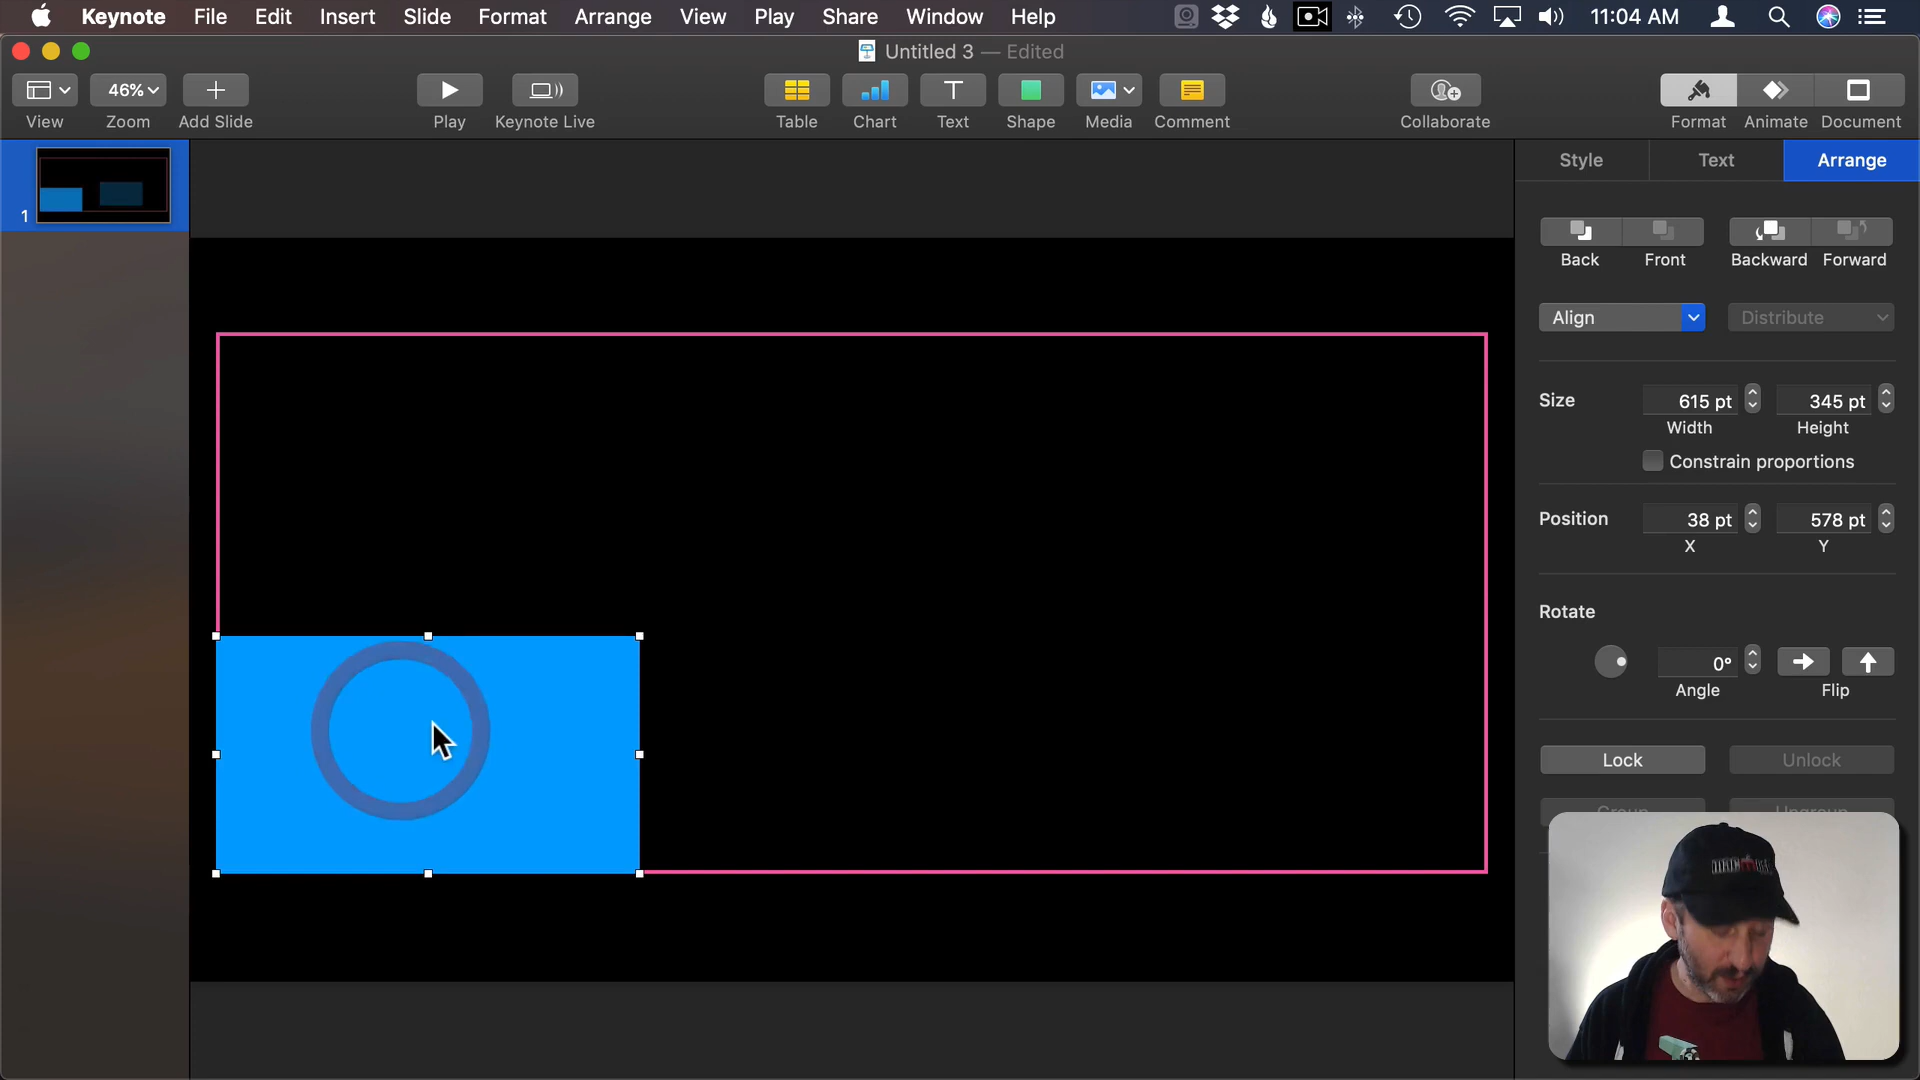 Keynote File Edit Insert Slide Format Arrange View Play Share Window Help 11:04 AM
Untitled 3 — Edited
46%
View Zoom Add Slide Play Keynote Live Table Chart Text Shape Media Comment Collaborate Format Animate Document
Style Text Arrange
1
Back Front Backward Forward
Align Distribute
Size 615 pt 345 pt
Width Height
Constrain proportions
Position 38 pt 578 pt
X Y
Rotate
0°
Angle Flip
Lock Unlock
Group Ungroup